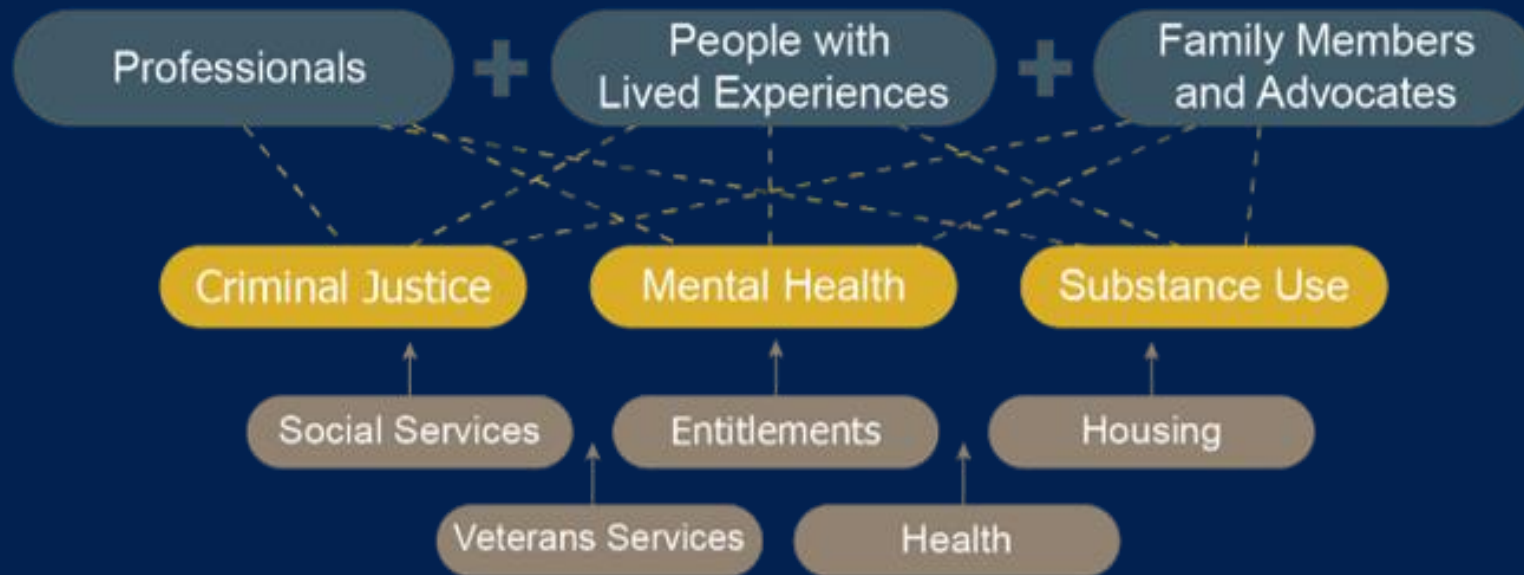 Professionals
People with
Lived Experiences
Family Members
and Advocates
Criminal Justice
Mental Health
Substance Use
Social Services
Entitlements
Housing
Veterans Services
Health